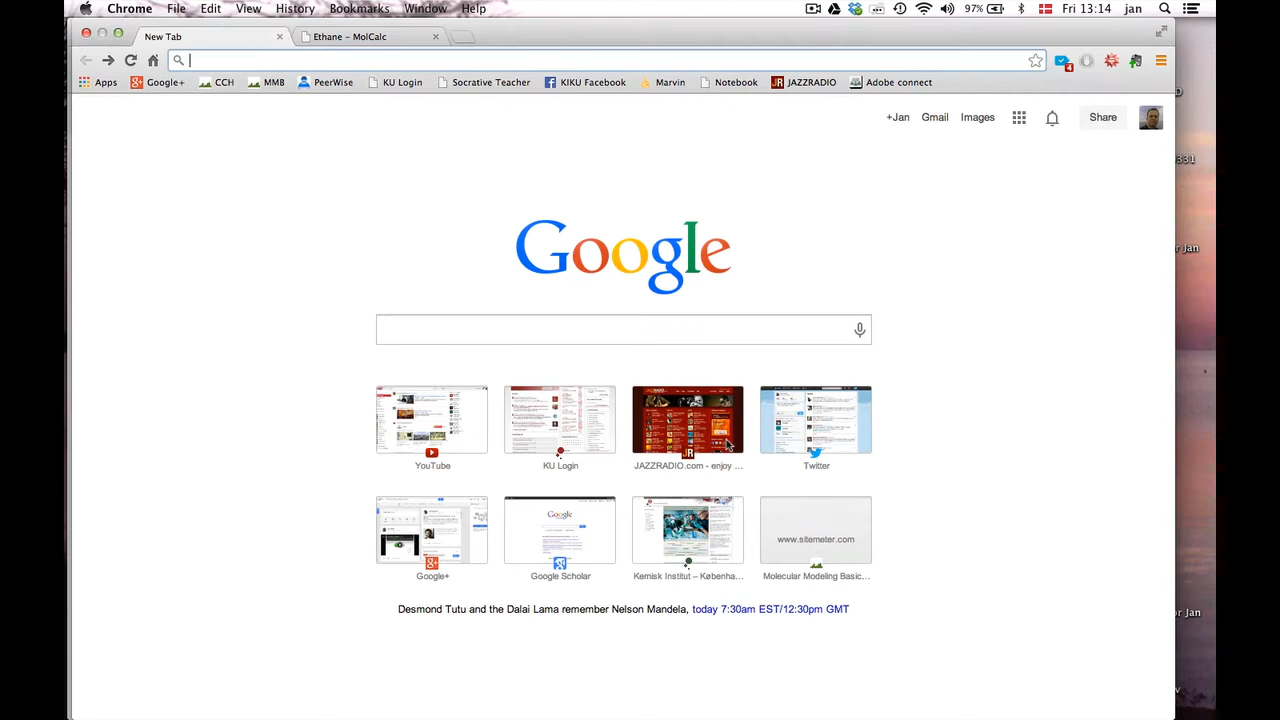 Chrome File Edit View History Bookmarks Window Help 97% Fri 13:14 jan
New Tab Ethane – MolCalc
Apps Google+ CCH MMB PeerWise KU Login Socrative Teacher KIKU Facebook Marvin Notebook JAZZRADIO Adobe connect
+Jan Gmail Images Share
Google
YouTube KU Login JAZZRADIO.com - enjoy ... Twitter
Google
www.sitemeter.com
Google+ Google Scholar Kemisk Institut – Københa... Molecular Modeling Basic...
Desmond Tutu and the Dalai Lama remember Nelson Mandela, today 7:30am EST/12:30pm GMT